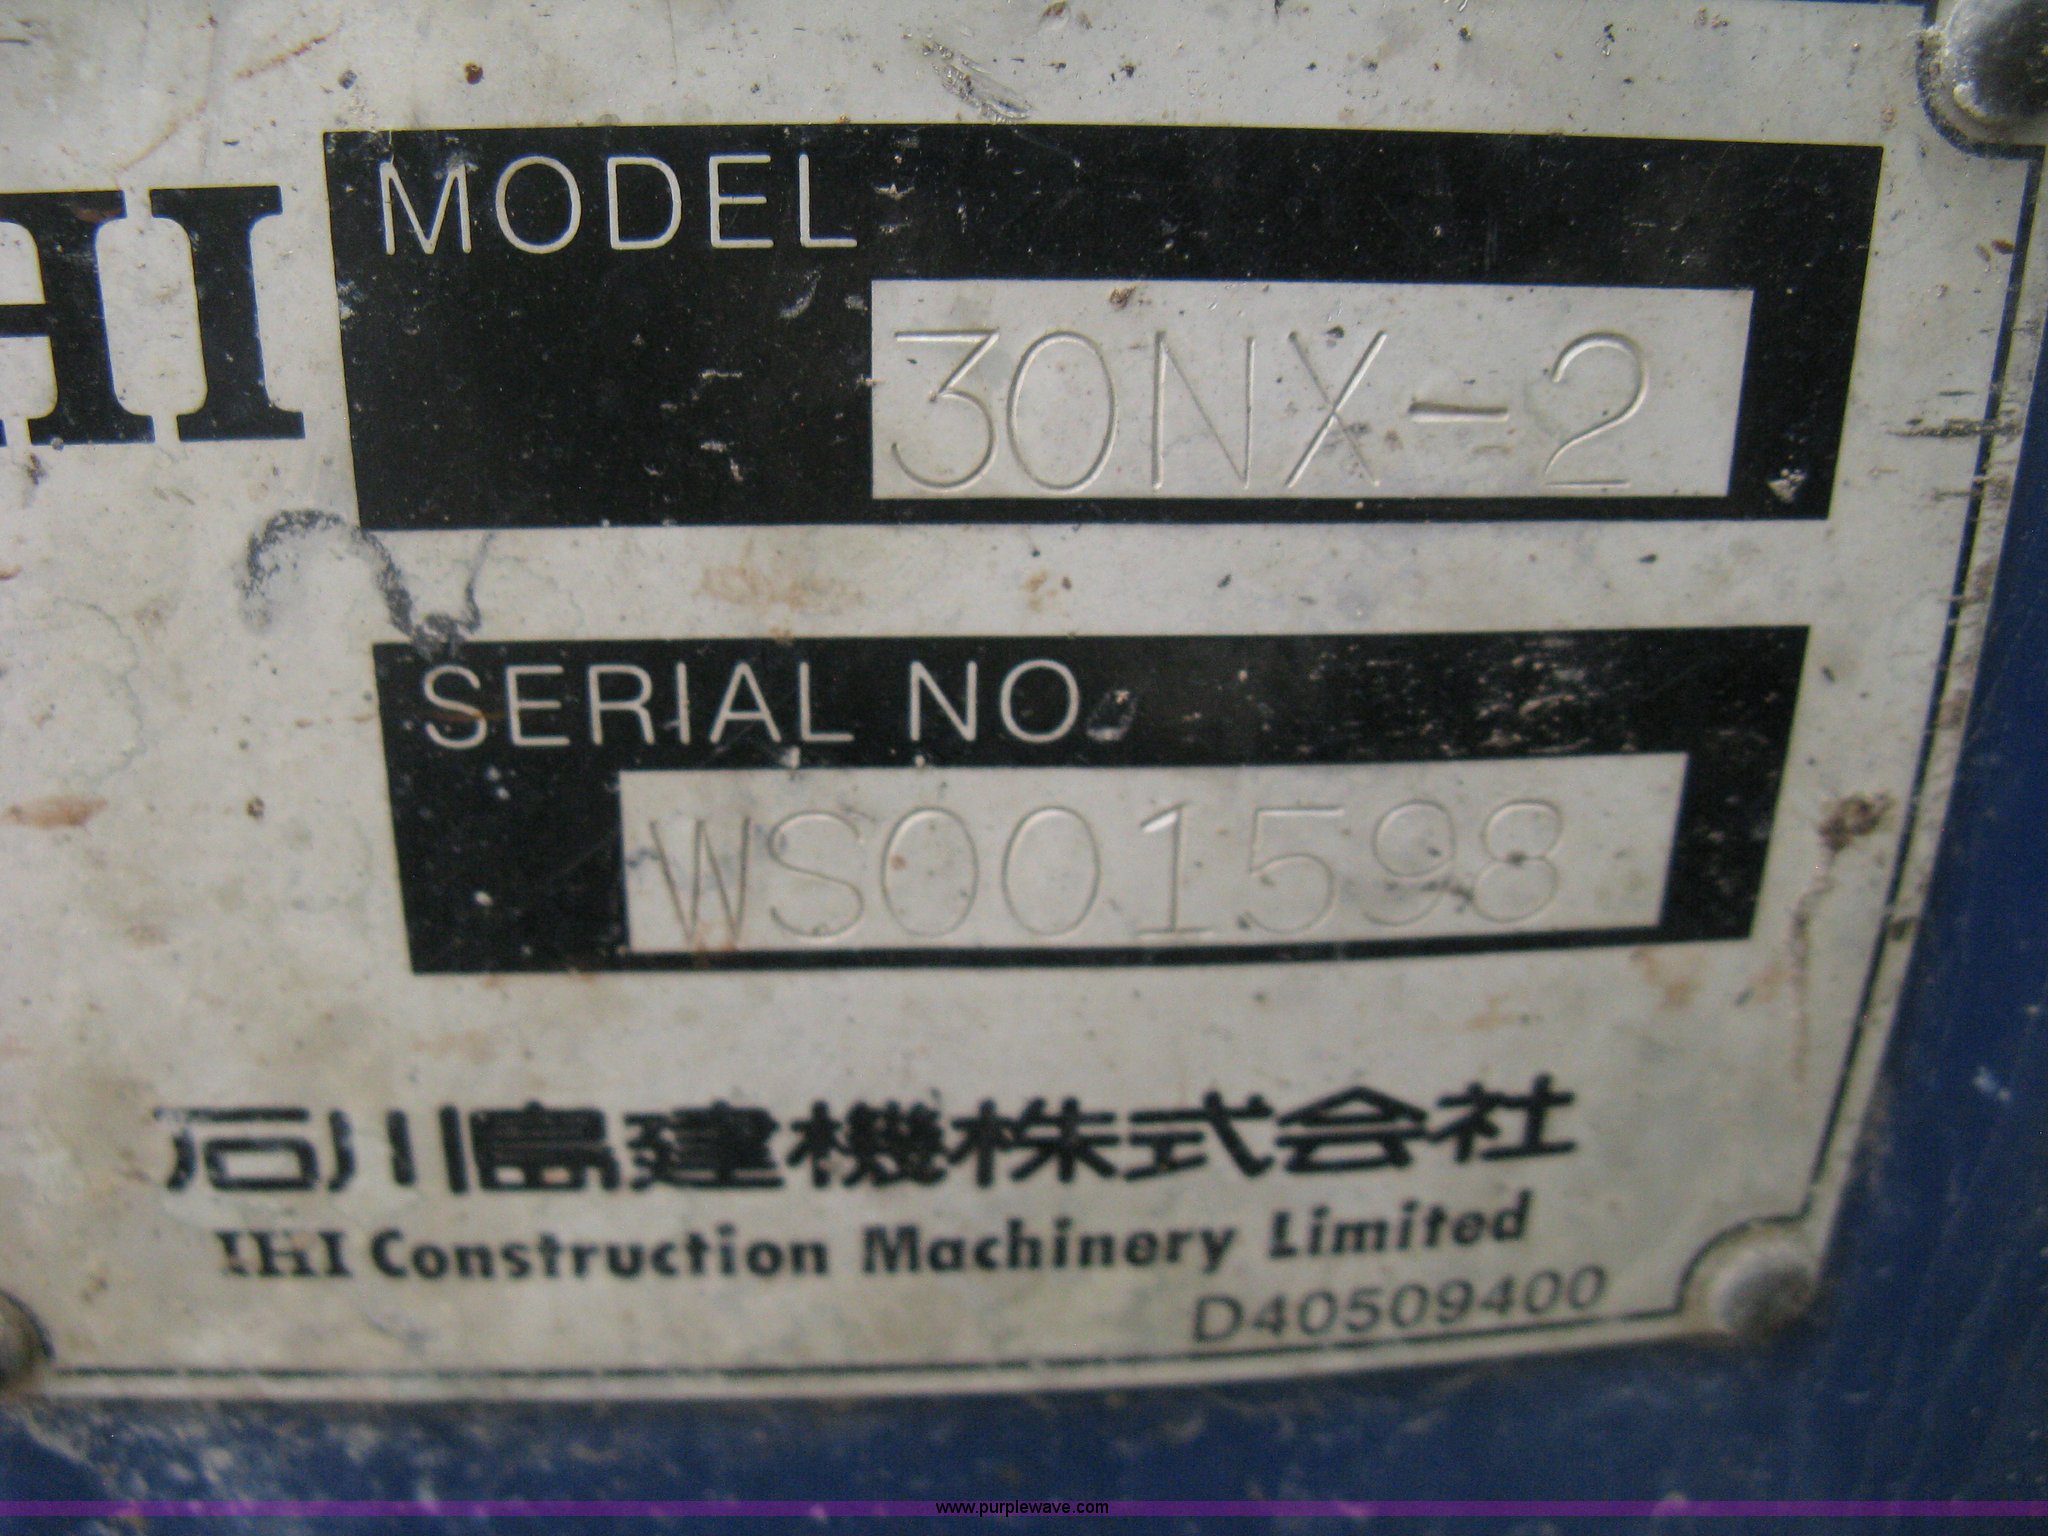 IHI
MODEL
30NX-2
SERIAL NO.
WS001598
石川島建機株式会社
IHI Construction Machinery Limited
D40509400
www.purplewave.com